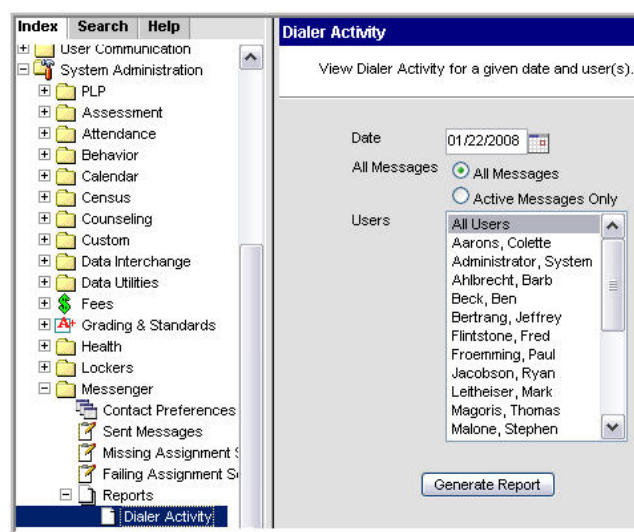 Index Search Help
User Communication
System Administration
PLP
Assessment
Attendance
Behavior
Calendar
Census
Counseling
Custom
Data Interchange
Data Utilities
Fees
Grading & Standards
Health
Lockers
Messenger
Contact Preferences
Sent Messages
Missing Assignment S
Failing Assignment S
Reports
Dialer Activity
Dialer Activity
View Dialer Activity for a given date and user(s).
Date 01/22/2008
All Messages All Messages
Active Messages Only
Users All Users
Aarons, Colette
Administrator, System
Ahlbrecht, Barb
Beck, Ben
Bertrang, Jeffrey
Flintstone, Fred
Froemming, Paul
Jacobson, Ryan
Leitheiser, Mark
Magoris, Thomas
Malone, Stephen
Generate Report